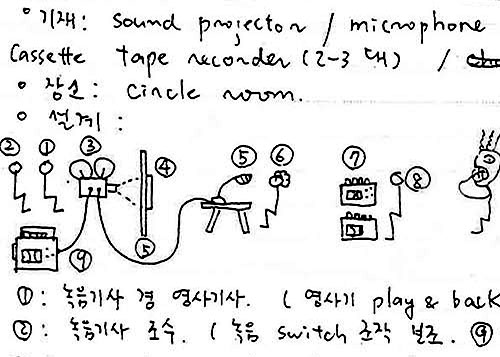 ◦ 기재: sound projector / microphone
Cassette tape recorder (2-3 대) /
◦ 장소: circle room.
◦ 설계:
② ① ③ ④ ⑤ ⑥ ⑦ ⑧
⑨ ⑤
①: 녹음기사 겸 영사기사. ( 영사기 play & back
②: 녹음기사 조수. ( 녹음 switch 조작 보조. ⑨